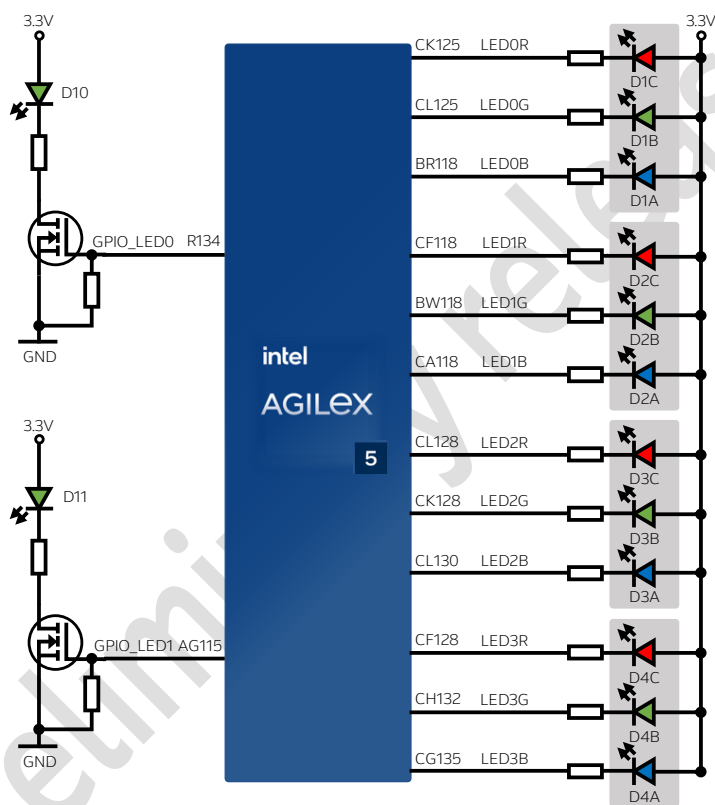 3.3V
D10
GPIO_LED0 R134
GND
3.3V
D11
GPIO_LED1 AG115
GND
intel
AGILEX
5
3.3V
CK125 LED0R
D1C
CL125 LED0G
D1B
BR118 LED0B
D1A
CF118 LED1R
D2C
BW118 LED1G
D2B
CA118 LED1B
D2A
CL128 LED2R
D3C
CK128 LED2G
D3B
CL130 LED2B
D3A
CF128 LED3R
D4C
CH132 LED3G
D4B
CG135 LED3B
D4A